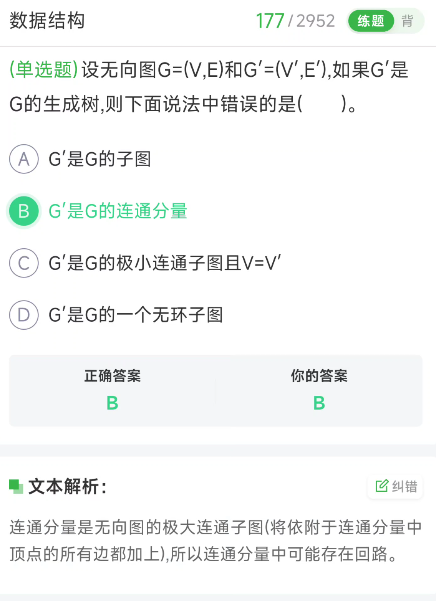 数据结构 177/2952 练题 背
(单选题)设无向图G=(V,E)和G′=(V′,E′),如果G′是
G的生成树,则下面说法中错误的是(  )。
A G′是G的子图
B G′是G的连通分量
C G′是G的极小连通子图且V=V′
D G′是G的一个无环子图
正确答案 你的答案
B B
文本解析: 纠错
连通分量是无向图的极大连通子图(将依附于连通分量中
顶点的所有边都加上),所以连通分量中可能存在回路。